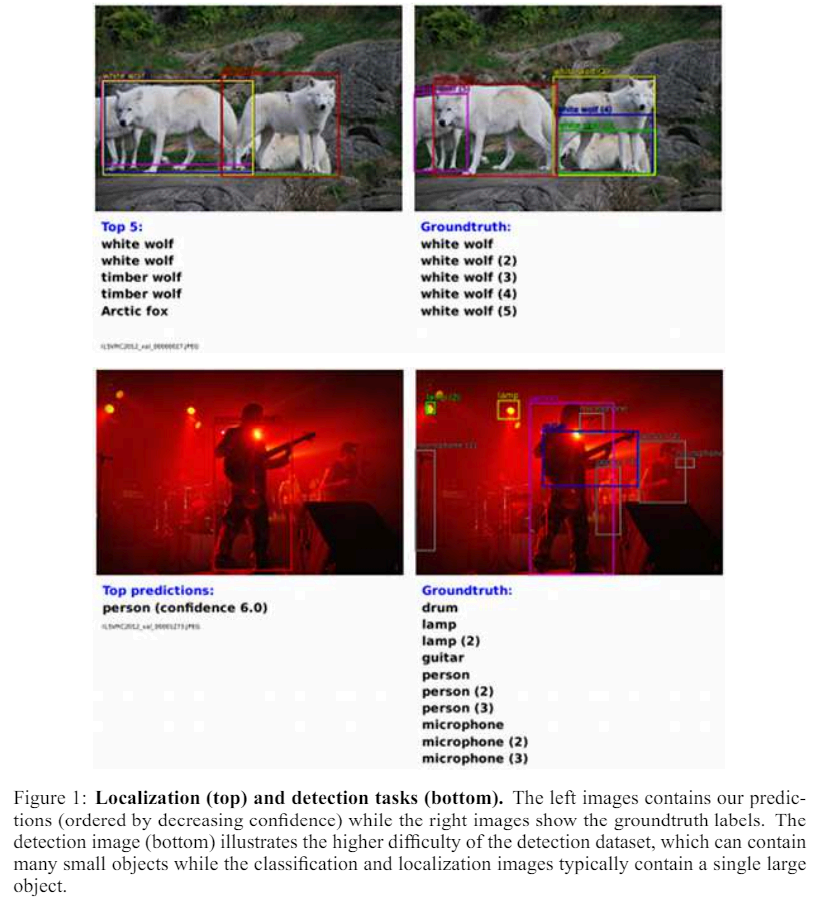 white wolf
white wolf (2)
white wolf (4)
Top 5:
white wolf
white wolf
timber wolf
timber wolf
Arctic fox
Groundtruth:
white wolf
white wolf (2)
white wolf (3)
white wolf (4)
white wolf (5)
lamp (2)
lamp
microphone
microphone
Top predictions:
person (confidence 6.0)
Groundtruth:
drum
lamp
lamp (2)
guitar
person
person (2)
person (3)
microphone
microphone (2)
microphone (3)
Figure 1: Localization (top) and detection tasks (bottom). The left images contains our predic-
tions (ordered by decreasing confidence) while the right images show the groundtruth labels. The
detection image (bottom) illustrates the higher difficulty of the detection dataset, which can contain
many small objects while the classification and localization images typically contain a single large
object.